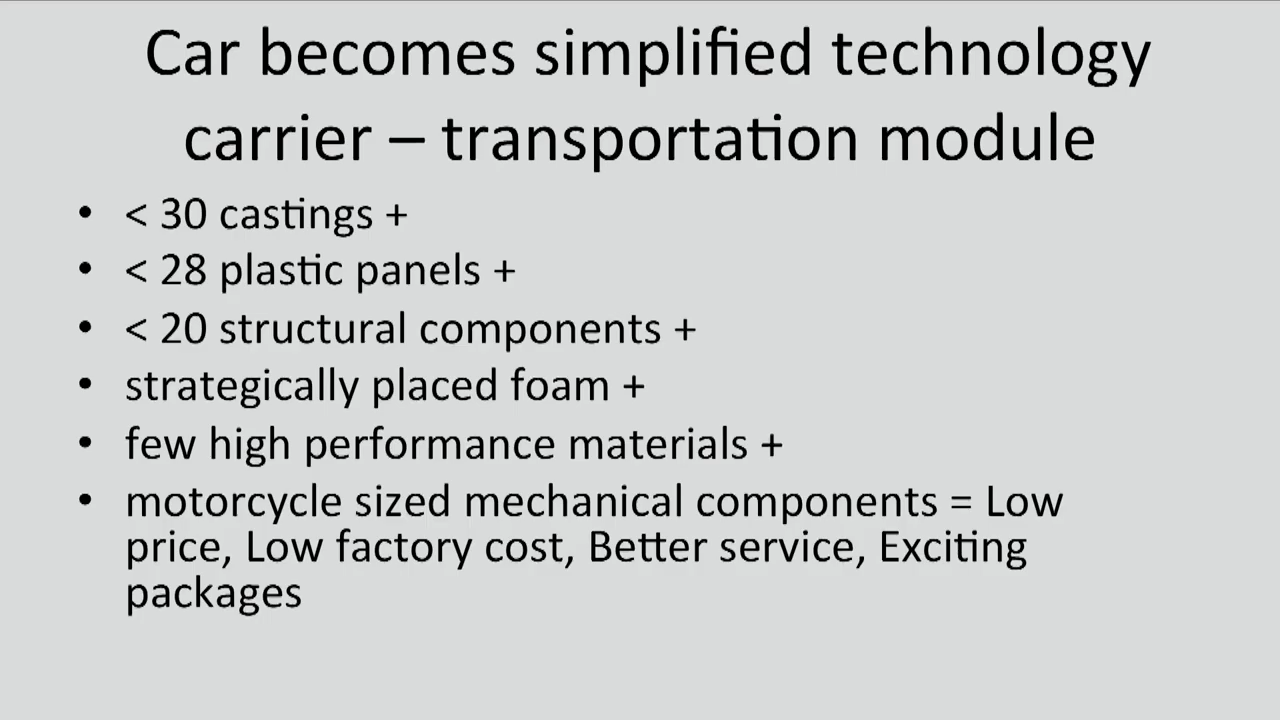 Car becomes simplified technology
carrier – transportation module
• < 30 castings +
• < 28 plastic panels +
• < 20 structural components +
• strategically placed foam +
• few high performance materials +
• motorcycle sized mechanical components = Low
price, Low factory cost, Better service, Exciting
packages